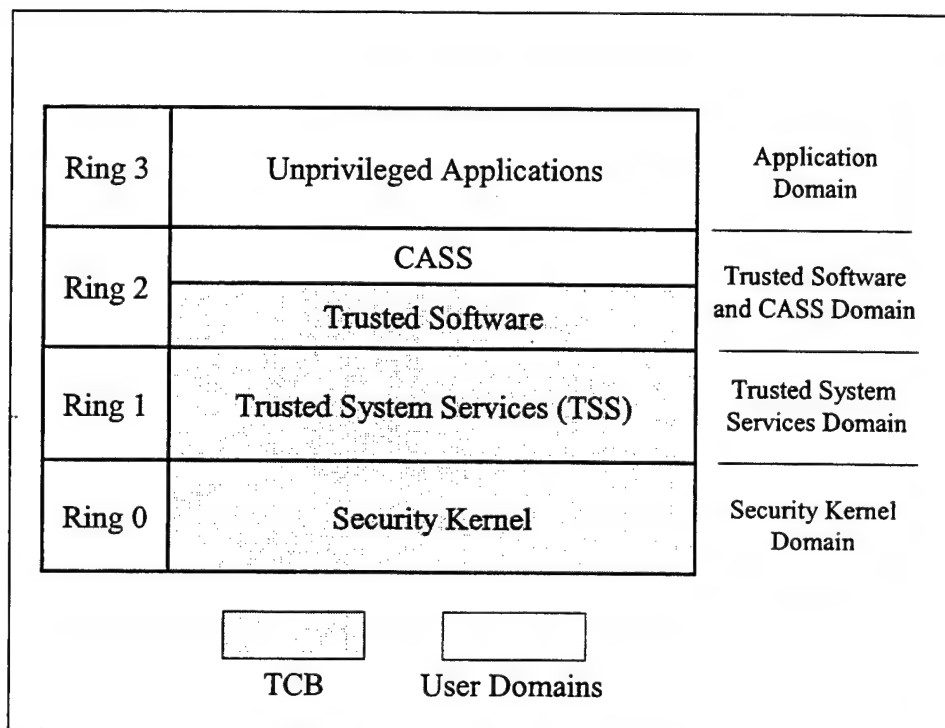 Ring 3
Unprivileged Applications
Application
Domain
Ring 2
CASS
Trusted Software
Trusted Software
and CASS Domain
Ring 1
Trusted System Services (TSS)
Trusted System
Services Domain
Ring 0
Security Kernel
Security Kernel
Domain
TCB
User Domains